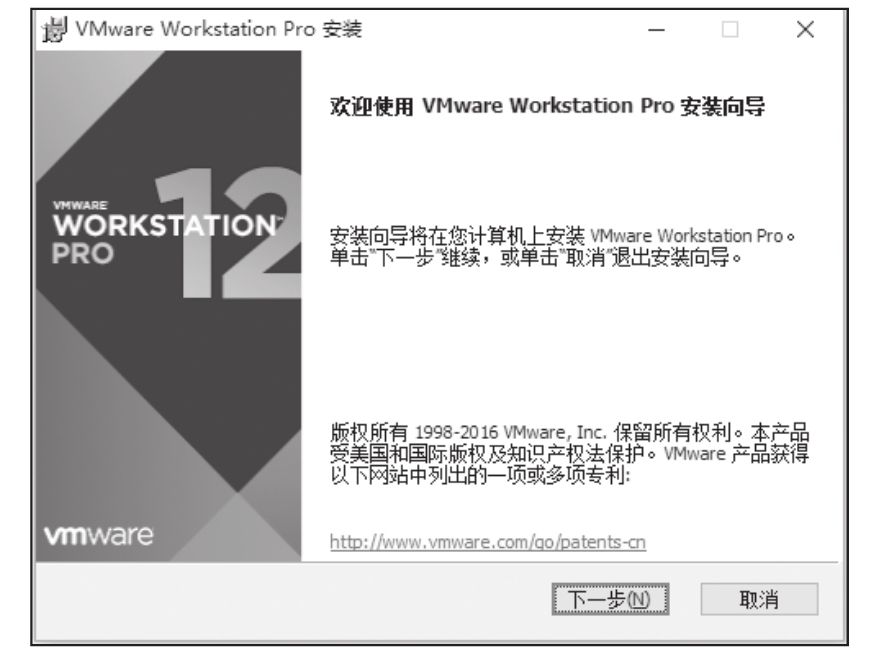 VMware Workstation Pro 安装
欢迎使用 VMware Workstation Pro 安装向导
VMWARE
WORKSTATION™
PRO
12
安装向导将在您计算机上安装 VMware Workstation Pro。
单击"下一步"继续，或单击"取消"退出安装向导。
版权所有 1998-2016 VMware, Inc. 保留所有权利。本产品
受美国和国际版权及知识产权法保护。VMware 产品获得
以下网站中列出的一项或多项专利:
vmware
http://www.vmware.com/go/patents-cn
下一步(N)
取消